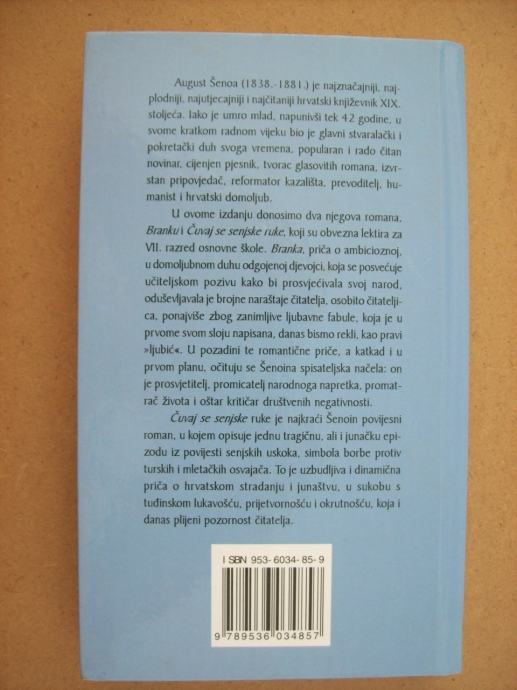 August Šenoa (1838.-1881.) je najznačajniji, naj-
plodniji, najutjecajniji i najčitaniji hrvatski književnik XIX.
stoljeća. Iako je umro mlad, napunivši tek 42 godine, u
svome kratkom radnom vijeku bio je glavni stvaralački i
pokretački duh svoga vremena, popularan i rado čitan
novinar, cijenjen pjesnik, tvorac glasovitih romana, izvr-
stan pripovjedač, reformator kazališta, prevoditelj, hu-
manist i hrvatski domoljub.
U ovome izdanju donosimo dva njegova romana,
Branku i Čuvaj se senjske ruke, koji su obvezna lektira za
VII. razred osnovne škole. Branka, priča o ambicioznoj,
u domoljubnom duhu odgojenoj djevojci, koja se posvećuje
učiteljskom pozivu kako bi prosvjećivala svoj narod,
oduševljavala je brojne naraštaje čitatelja, osobito čitatelji-
ca, ponajviše zbog zanimljive ljubavne fabule, koja je u
prvome svom sloju napisana, danas bismo rekli, kao pravi
»ljubić«. U pozadini te romantične priče, a katkad i u
prvom planu, očituju se Šenoina spisateljska načela: on
je prosvjetitelj, promicatelj narodnoga napretka, promat-
rač života i oštar kritičar društvenih negativnosti.
Čuvaj se senjske ruke je najkraći Šenoin povijesni
roman, u kojem opisuje jednu tragičnu, ali i junačku epi-
zodu iz povijesti senjskih uskoka, simbola borbe protiv
turskih i mletačkih osvajača. To je uzbudljiva i dinamična
priča o hrvatskom stradanju i junaštvu, u sukobu s
tuđinskom lukavošću, prijetvornošću i okrutnošću, koja i
danas plijeni pozornost čitatelja.
ISBN 953-6034-85-9
9 789536 034857